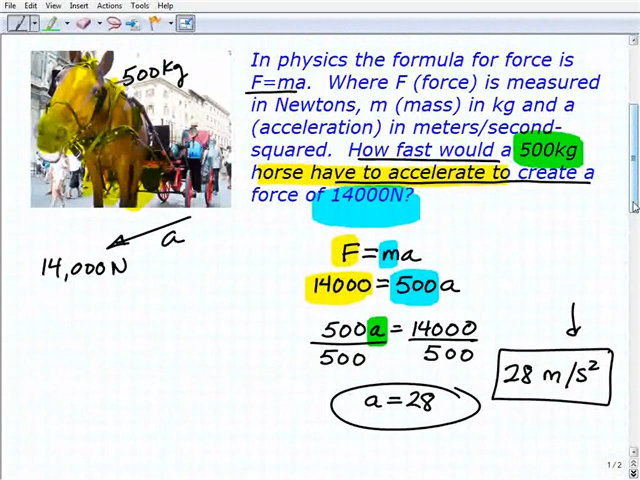 File Edit View Insert Actions Tools Help
500kg
In physics the formula for force is
F=ma. Where F (force) is measured
in Newtons, m (mass) in kg and a
(acceleration) in meters/second-
squared. How fast would a 500kg
horse have to accelerate to create a
force of 14000N?
a
14,000N
F=ma
14000=500a
500a = 14000
500 500
a=28
28 m/s²
1/2